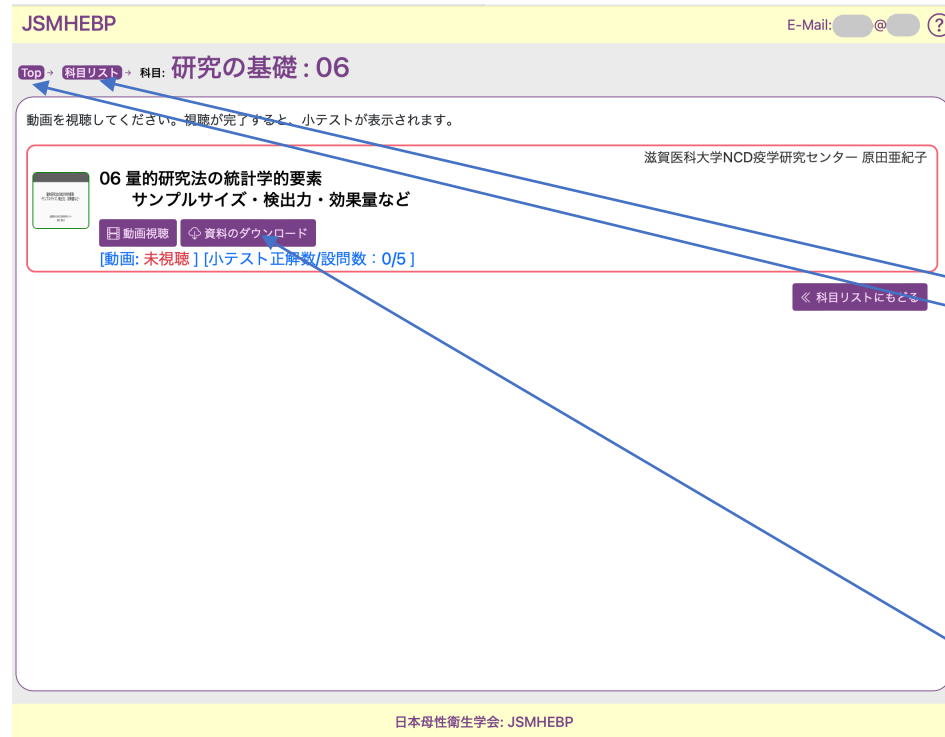 JSMHEBP
E-Mail: @ ?
Top → 科目リスト → 科目: 研究の基礎 : 06
動画を視聴してください。視聴が完了すると、小テストが表示されます。
滋賀医科大学NCD疫学研究センター 原田亜紀子
06 量的研究法の統計学的要素
サンプルサイズ・検出力・効果量など
動画視聴 資料のダウンロード
[動画: 未視聴 ] [小テスト正解数/設問数：0/5 ]
≪ 科目リストにもどる
日本母性衛生学会: JSMHEBP